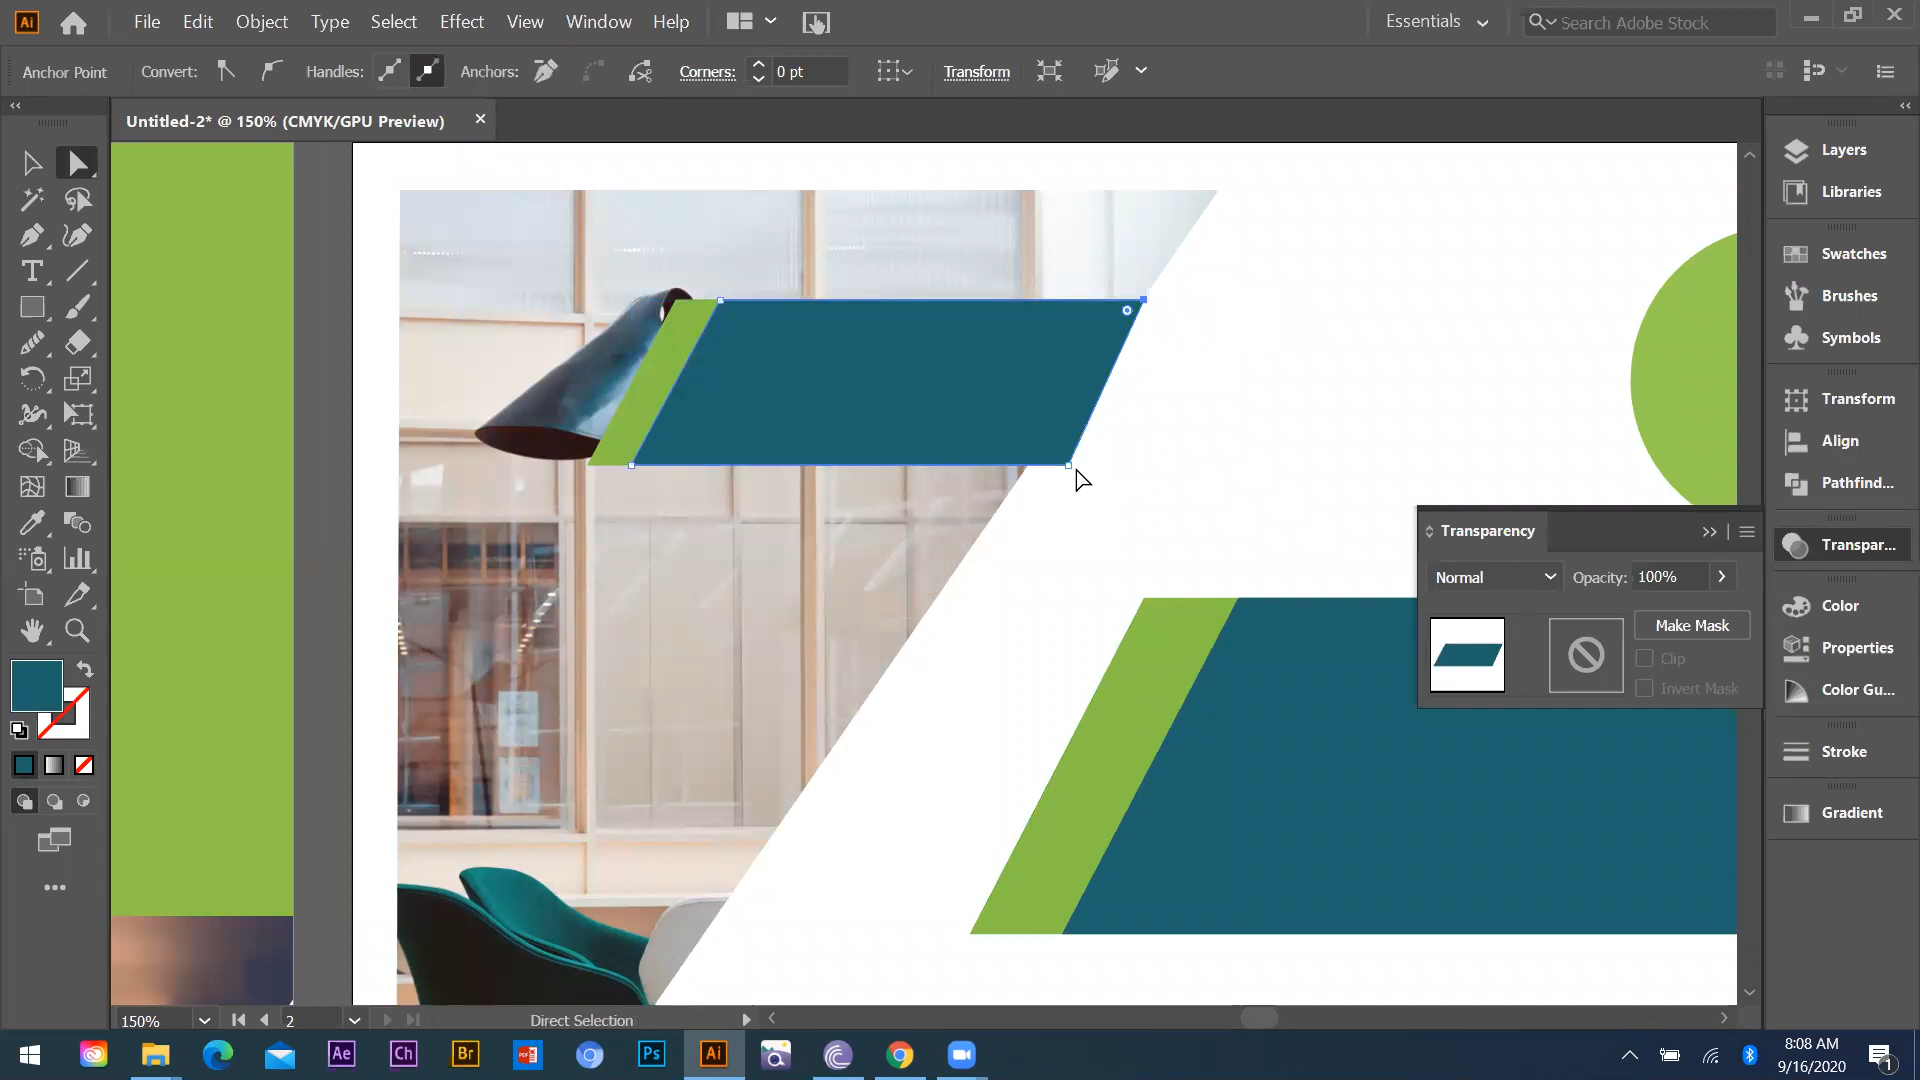 Ai File Edit Object Type Select Effect View Window Help Essentials Search Adobe Stock
Anchor Point Convert: Handles: Anchors: Corners: 0 pt Transform
Untitled-2* @ 150% (CMYK/GPU Preview)
Layers
Libraries
Swatches
Brushes
Symbols
Transform
Align
Pathfind...
Transpar...
Color
Properties
Color Gu...
Stroke
Gradient
Transparency
Normal Opacity: 100%
Make Mask
Clip
Invert Mask
150% 2 Direct Selection
Ae Ch Br PDF Ps Ai
8:08 AM
9/16/2020
1